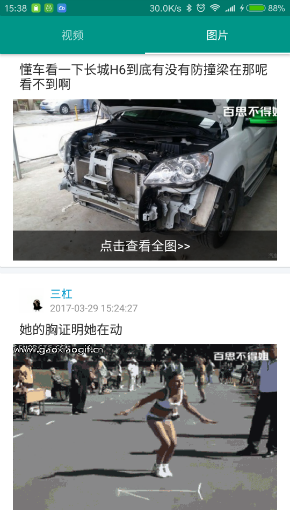 15:38
30.0K/s
88%
视频
图片
懂车看一下长城H6到底有没有防撞梁在那呢
看不到啊
百思不得姐
点击查看全图>>
三杠
2017-03-29 15:24:27
她的胸证明她在动
www.gaoxiaogif.cn
百思不得姐